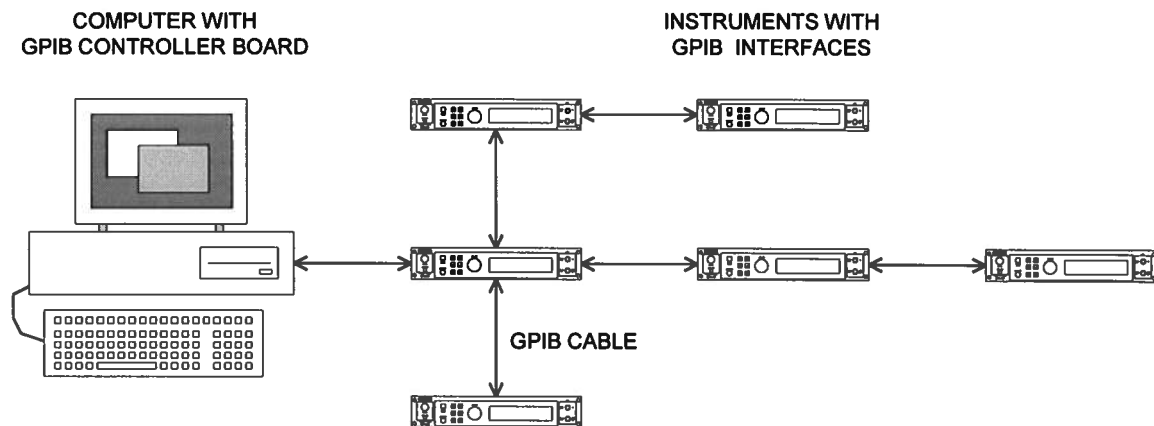 COMPUTER WITH
GPIB CONTROLLER BOARD
INSTRUMENTS WITH
GPIB INTERFACES
GPIB CABLE